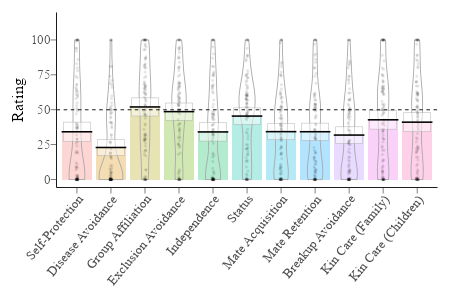 Rating
100
75
50
25
0
Self-Protection
Disease Avoidance
Group Affiliation
Exclusion Avoidance
Independence
Status
Mate Acquisition
Mate Retention
Breakup Avoidance
Kin Care (Family)
Kin Care (Children)